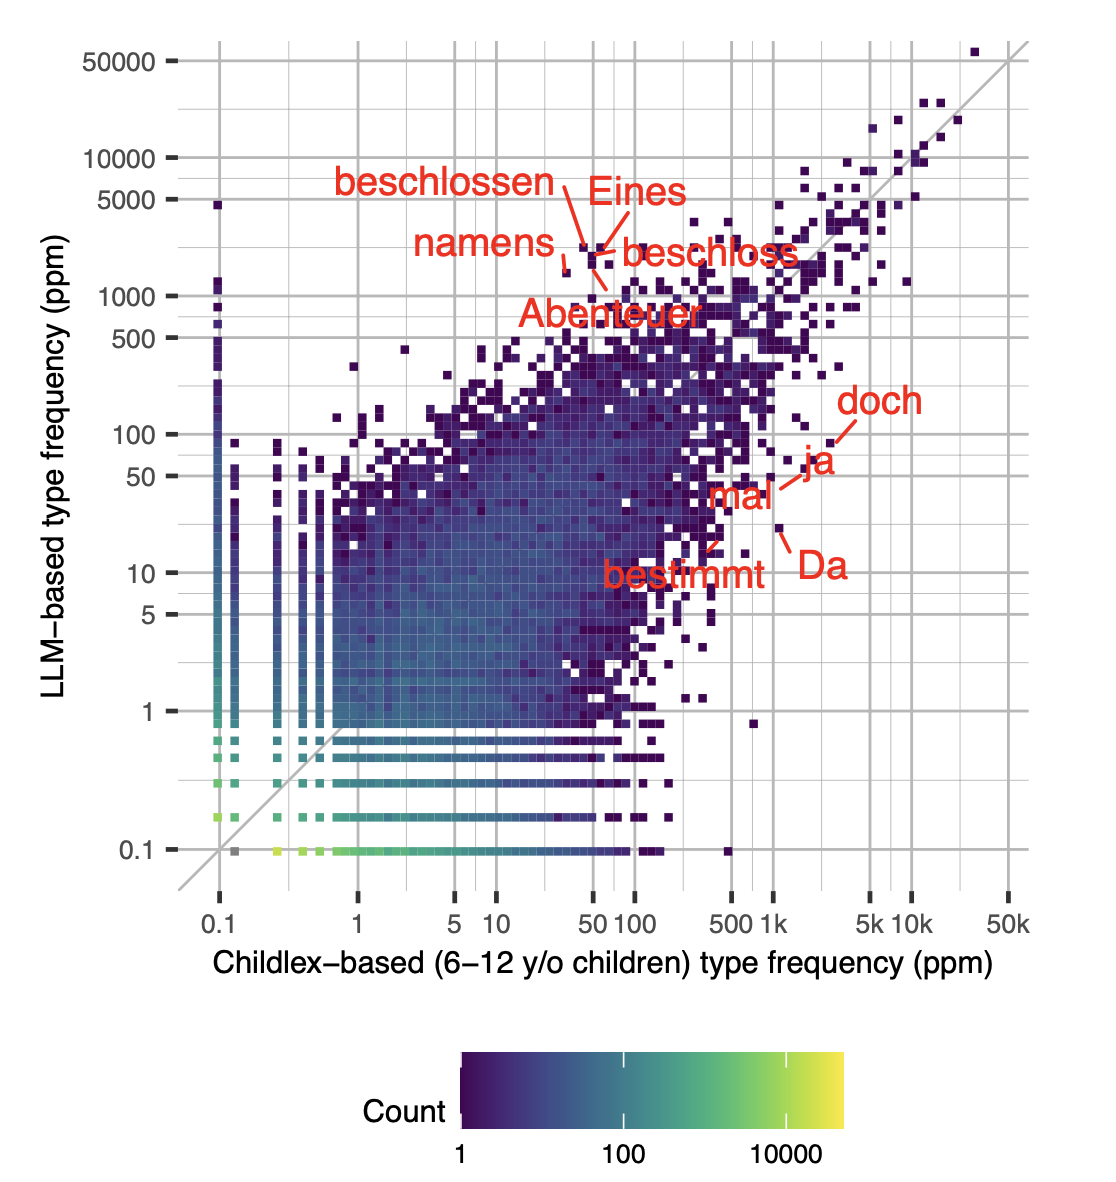 50000
10000
5000
1000
500
100
50
10
5
1
0.1
LLM−based type frequency (ppm)
beschlossen
Eines
namens
beschloss
Abenteuer
doch
ja
mal
bestimmt
Da
0.1 1 5 10 50 100 500 1k 5k 10k 50k
Childlex−based (6−12 y/o children) type frequency (ppm)
Count
1 100 10000